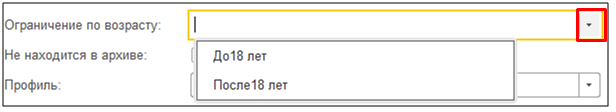 Ограничение по возрасту:
До18 лет
Не находится в архиве:
После18 лет
Профиль: